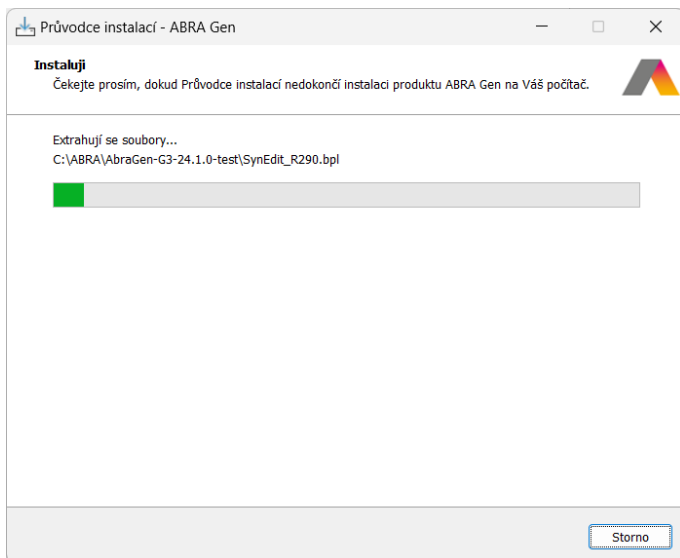 Průvodce instalací - ABRA Gen
Instaluji
Čekejte prosím, dokud Průvodce instalací nedokončí instalaci produktu ABRA Gen na Váš počítač.
Extrahují se soubory...
C:\ABRA\AbraGen-G3-24.1.0-test\SynEdit_R290.bpl
Storno